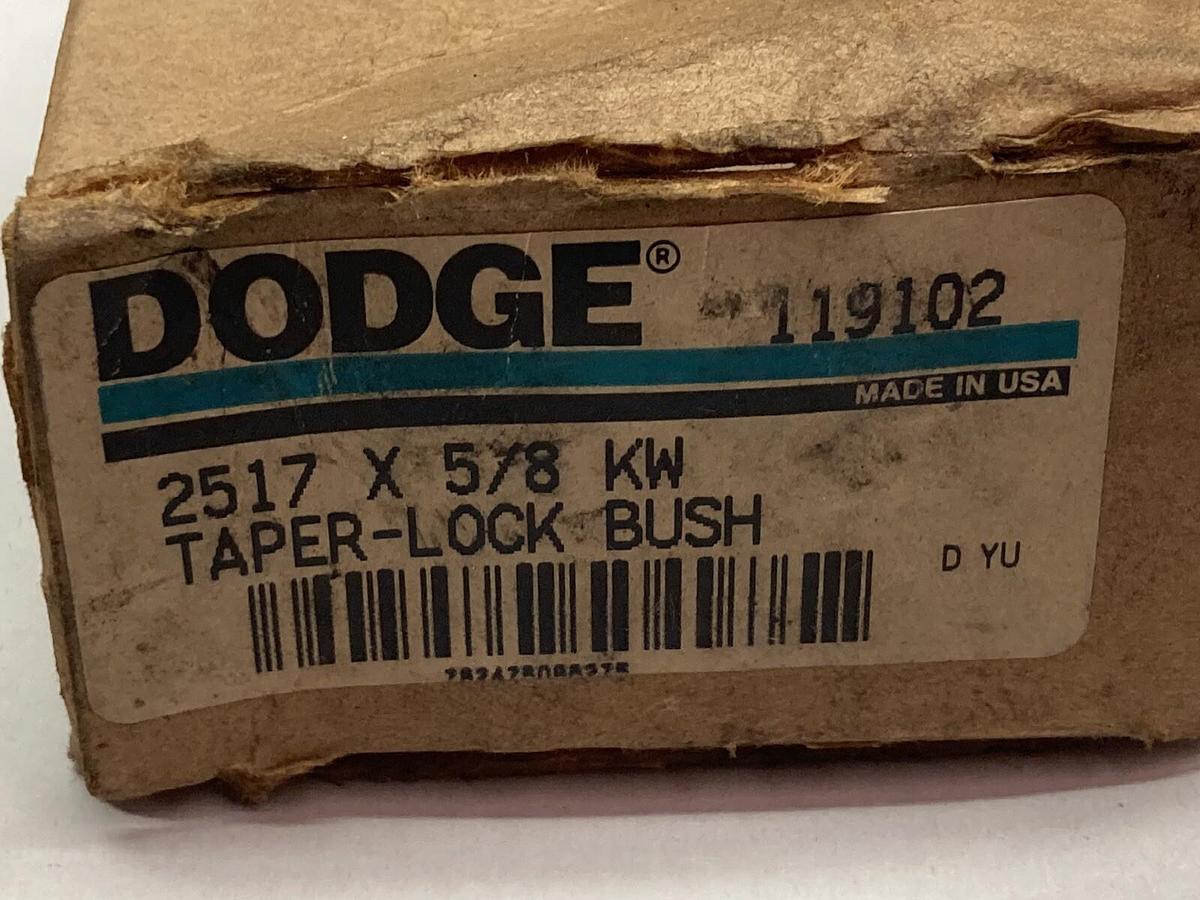 DODGE®
119102
MADE IN USA
2517 X 5/8 KW
TAPER-LOCK BUSH
D YU